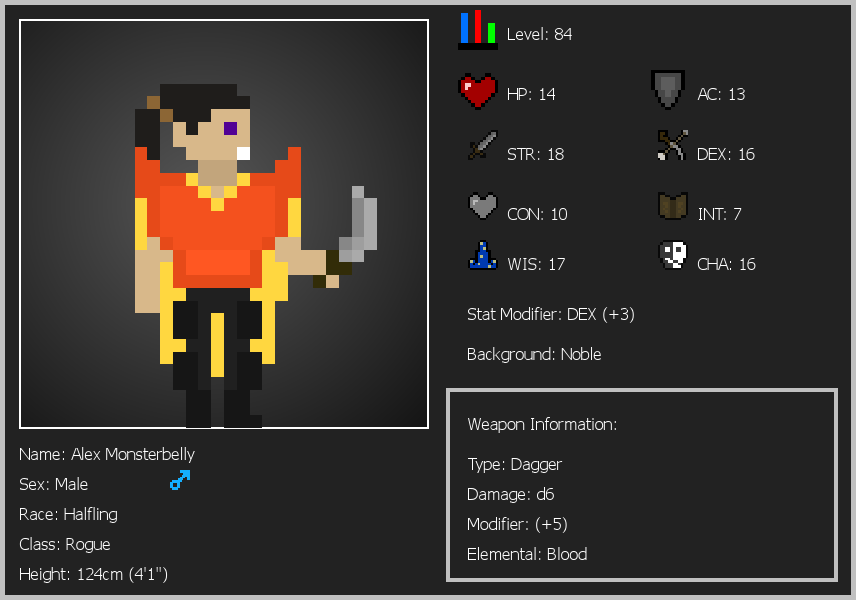 Level: 84
HP: 14
AC: 13
STR: 18
DEX: 16
CON: 10
INT: 7
WIS: 17
CHA: 16
Stat Modifier: DEX (+3)
Background: Noble
Weapon Information:
Type: Dagger
Damage: d6
Modifier: (+5)
Elemental: Blood
Name: Alex Monsterbelly
Sex: Male
Race: Halfling
Class: Rogue
Height: 124cm (4'1")